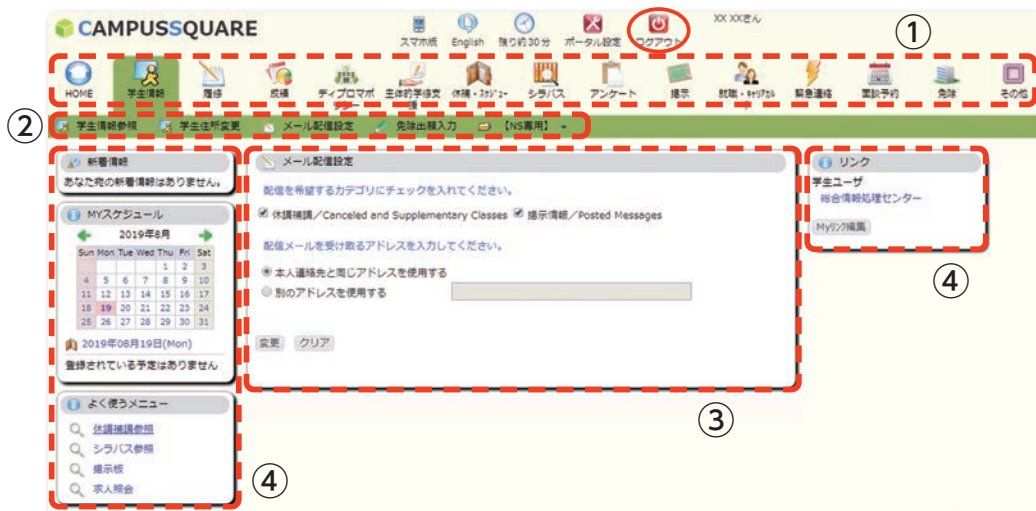 CAMPUSSQUARE
スマホ版 English 残り約30分 ポータル設定 ログアウト XX XXさん
①
HOME 学生情報 履修 成績 ディプロマポリシー 主体的学修支援 休補・スケジュール シラバス アンケート 掲示 就職・キャリア 緊急連絡 面談予約 免除 その他
② 学生情報参照 学生住所変更 メール配信設定 免除出願入力 【NS専用】
新着情報
あなた宛の新着情報はありません。
MYスケジュール
2019年8月
Sun Mon Tue Wed Thu Fri Sat
1 2 3
4 5 6 7 8 9 10
11 12 13 14 15 16 17
18 19 20 21 22 23 24
25 26 27 28 29 30 31
2019年08月19日(Mon)
登録されている予定はありません
よく使うメニュー
休講補講参照
シラバス参照
掲示板
求人照会
④
メール配信設定
配信を希望するカテゴリにチェックを入れてください。
休講補講/Canceled and Supplementary Classes 掲示情報/Posted Messages
配信メールを受け取るアドレスを入力してください。
本人連絡先と同じアドレスを使用する
別のアドレスを使用する
変更 クリア
③
リンク
学生ユーザ
総合情報処理センター
Myリンク編集
④